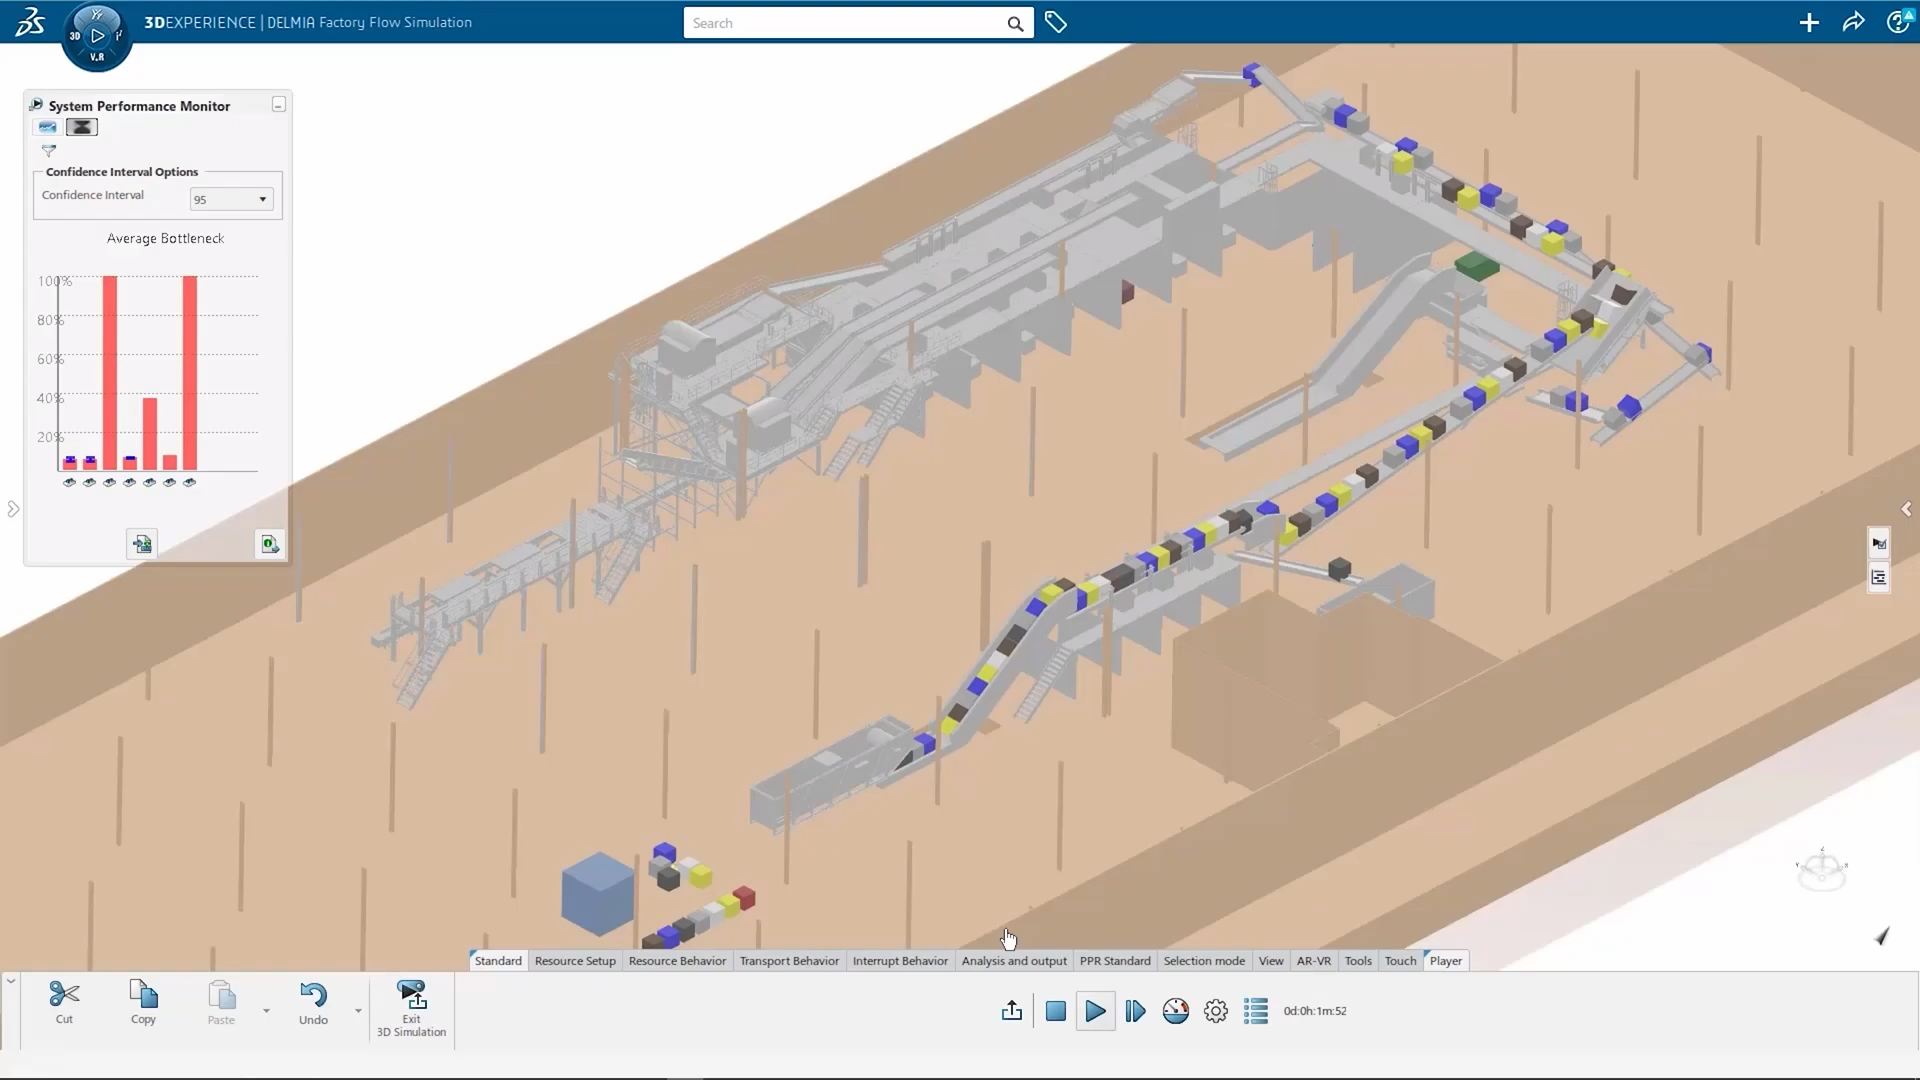 3DEXPERIENCE | DELMIA Factory Flow Simulation
Search
3D
V.R
System Performance Monitor
Confidence Interval Options
Confidence Interval
95
Average Bottleneck
100%
80%
60%
40%
20%
Standard
Resource Setup
Resource Behavior
Transport Behavior
Interrupt Behavior
Analysis and output
PPR Standard
Selection mode
View
AR-VR
Tools
Touch
Player
Cut
Copy
Paste
Undo
Exit
3D Simulation
0d:0h:1m:52